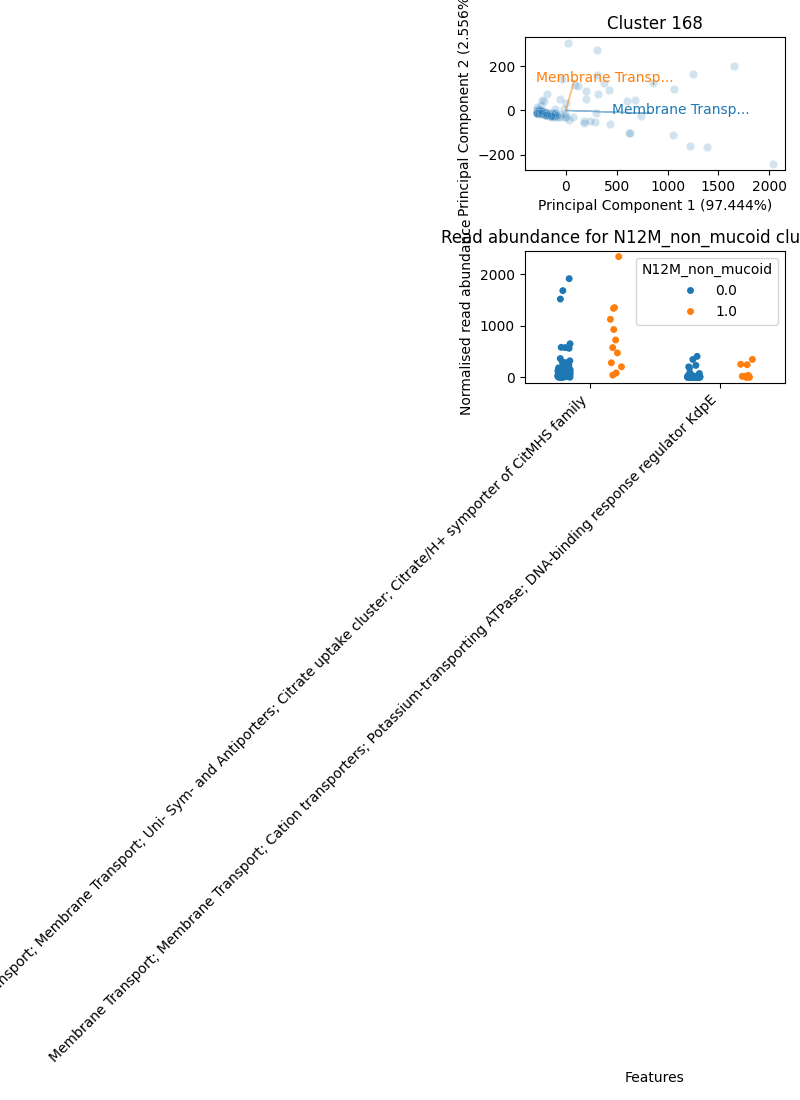 Cluster 168
Principal Component 2 (2.556%
200
0
−200
Membrane Transp...
Membrane Transp...
0
500
1000
1500
2000
Principal Component 1 (97.444%)
Read abundance for N12M_non_mucoid clu
Normalised read abundance
2000
1000
0
N12M_non_mucoid
0.0
1.0
nsport; Membrane Transport; Uni- Sym- and Antiporters; Citrate uptake cluster; Citrate/H+ symporter of CitMHS family
Membrane Transport; Membrane Transport; Cation transporters; Potassium-transporting ATPase; DNA-binding response regulator KdpE
Features